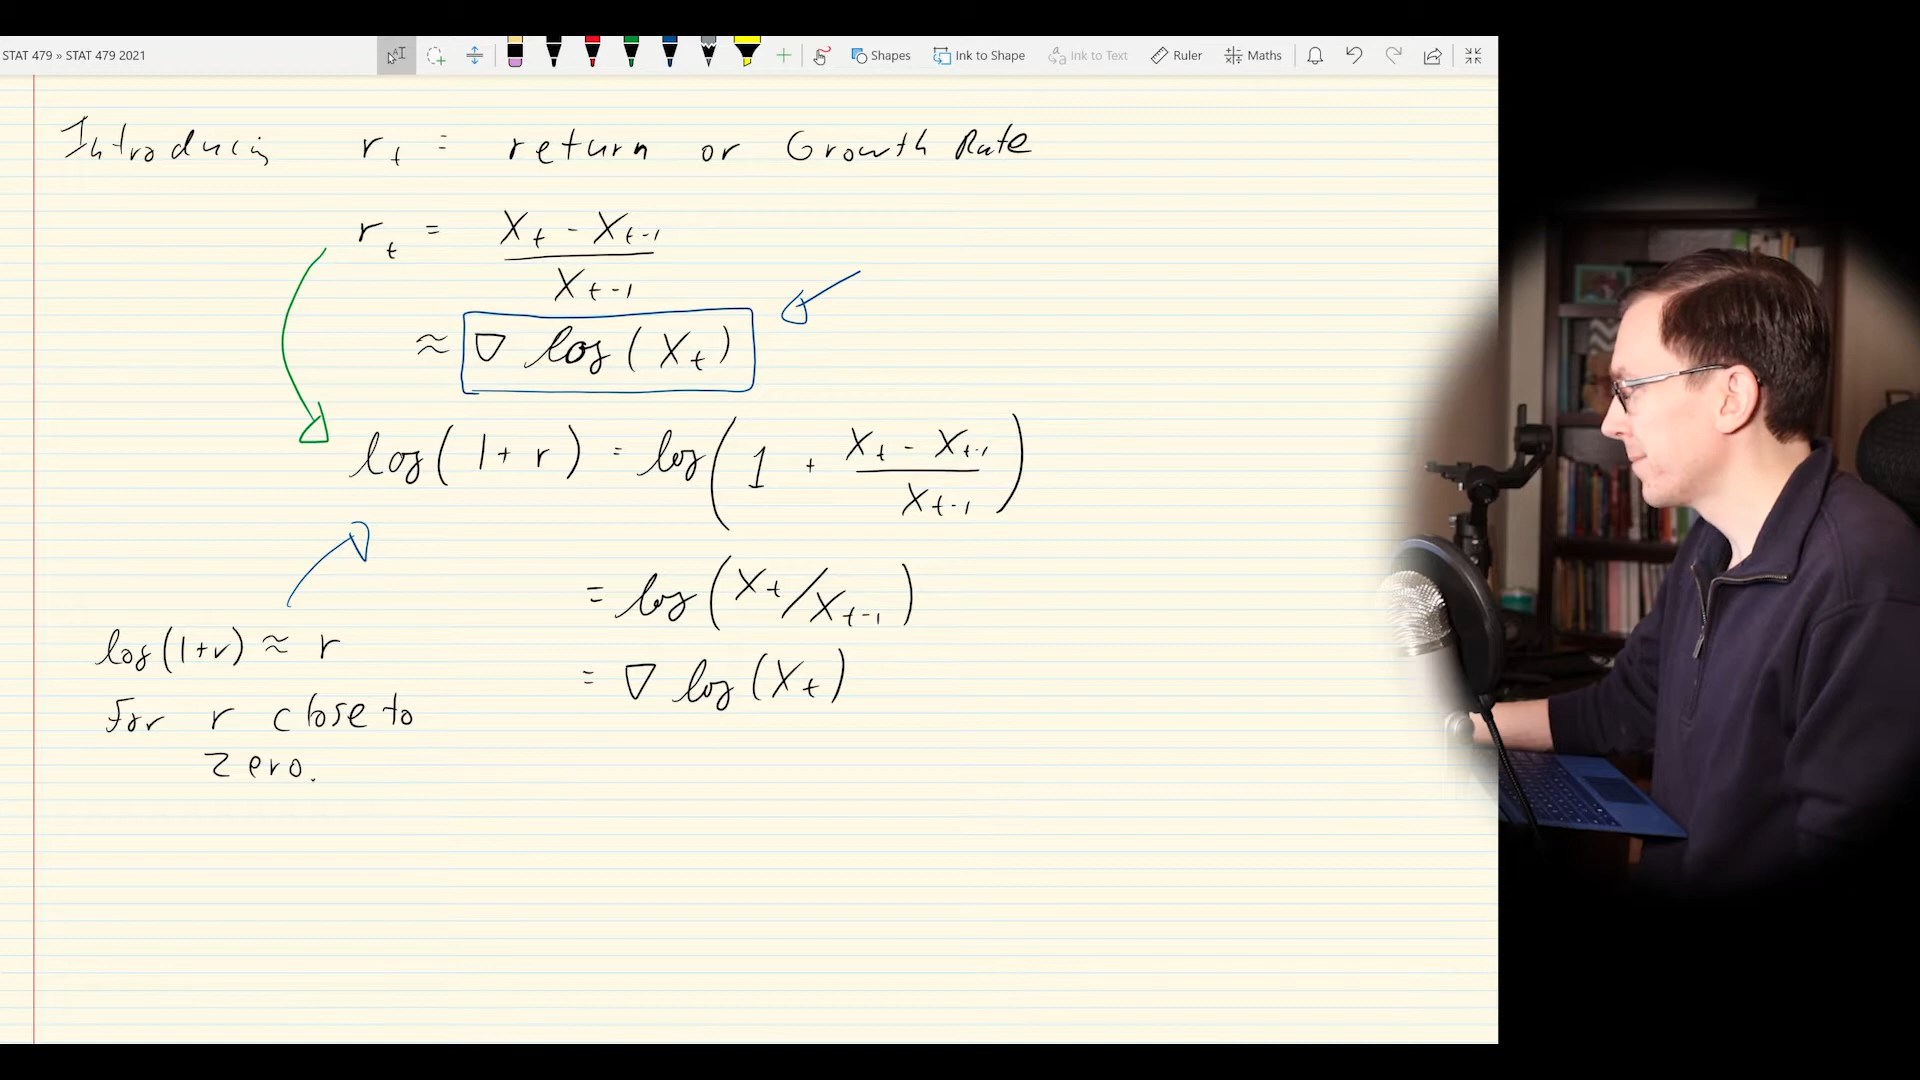 STAT 479 » STAT 479 2021
Shapes Ink to Shape Ink to Text Ruler Maths
Introducing r_t = return or Growth Rate
r_t = (X_t - X_{t-1}) / X_{t-1}
≈ ∇ log(X_t)
log(1+r) = log(1 + (X_t - X_{t-1}) / X_{t-1})
= log(X_t/X_{t-1})
= ∇ log(X_t)
log(1+r) ≈ r
For r close to
zero.